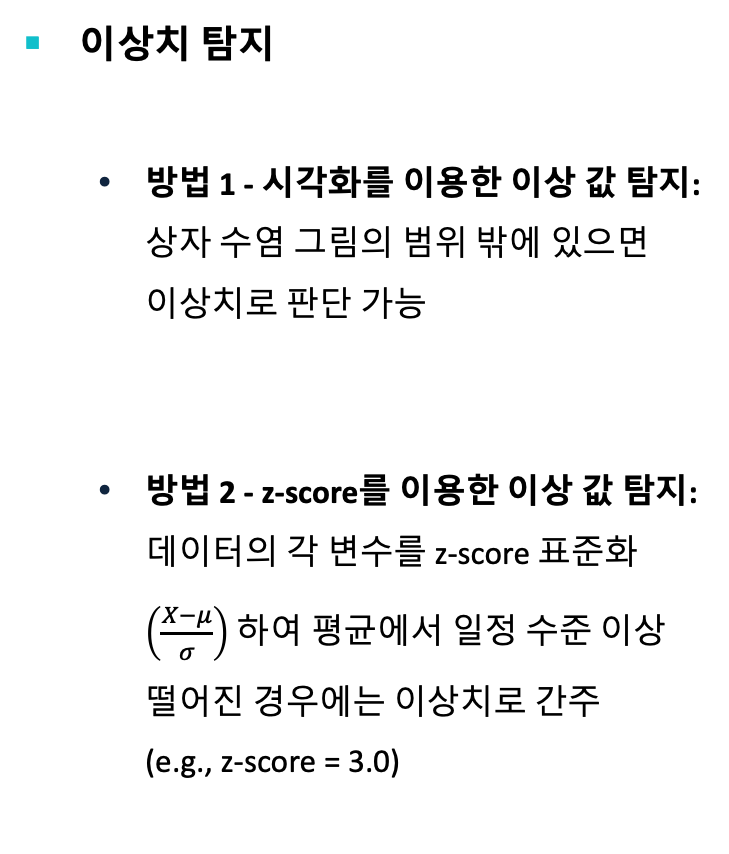 ▪ 이상치 탐지
• 방법 1 - 시각화를 이용한 이상 값 탐지:
상자 수염 그림의 범위 밖에 있으면
이상치로 판단 가능
• 방법 2 - z-score를 이용한 이상 값 탐지:
데이터의 각 변수를 z-score 표준화
(\frac{X-μ}{σ}) 하여 평균에서 일정 수준 이상
떨어진 경우에는 이상치로 간주
(e.g., z-score = 3.0)